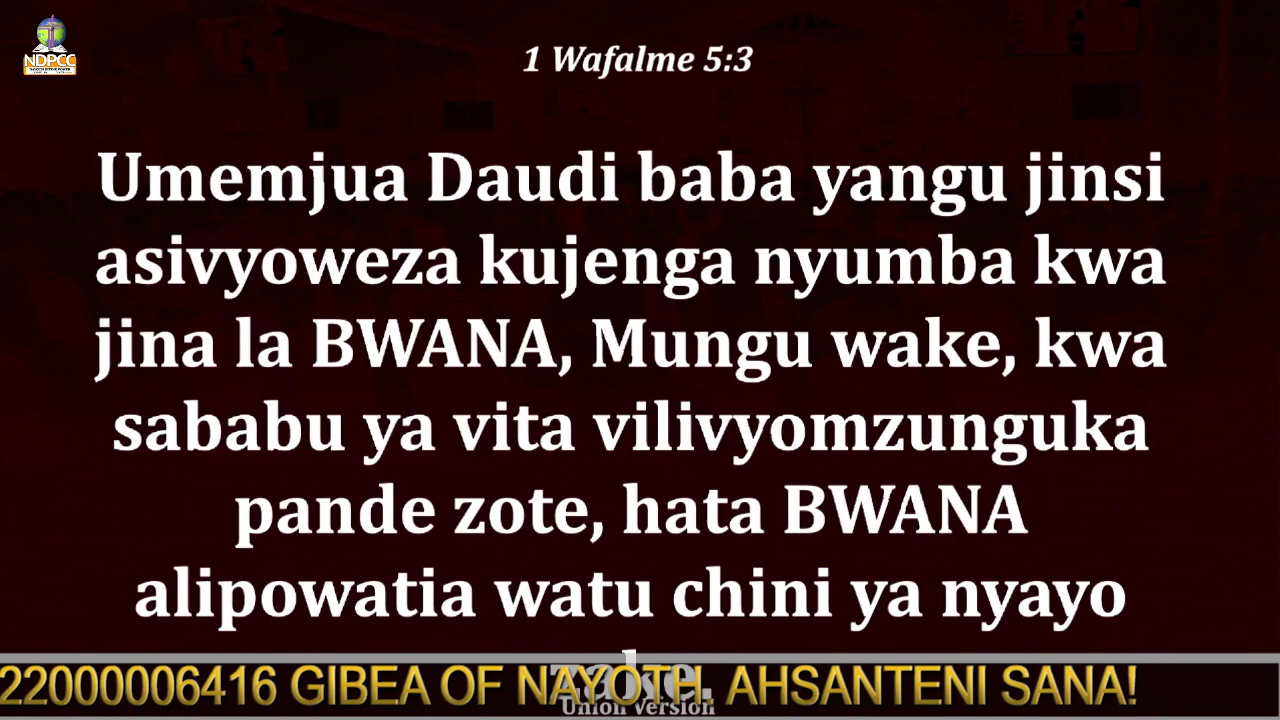 NDPCC
1 Wafalme 5:3
Umemjua Daudi baba yangu jinsi
asivyoweza kujenga nyumba kwa
jina la BWANA, Mungu wake, kwa
sababu ya vita vilivyomzunguka
pande zote, hata BWANA
alipowatia watu chini ya nyayo
zake.
22000006416 GIBEA OF NAYOTH, AHSANTENI SANA!
Union Version